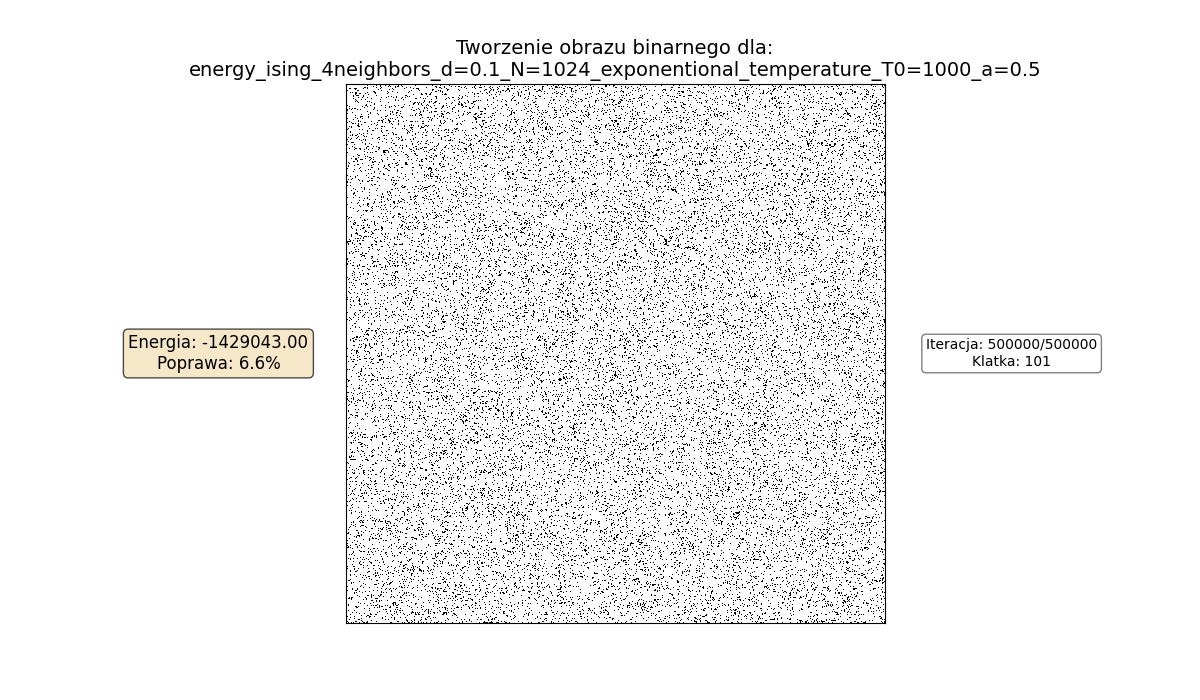 Tworzenie obrazu binarnego dla:
energy_ising_4neighbors_d=0.1_N=1024_exponentional_temperature_T0=1000_a=0.5
Energia: -1429043.00
Poprawa: 6.6%
Iteracja: 500000/500000
Klatka: 101